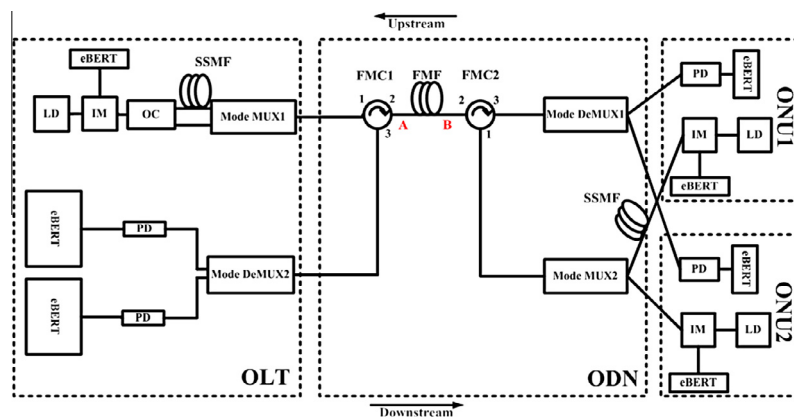 Upstream
eBERT
SSMF
LD
IM
OC
Mode MUX1
FMC1
FMF
FMC2
1
2
3
A
B
2
3
1
Mode DeMUX1
PD
eBERT
IM
LD
eBERT
ONU1
SSMF
eBERT
PD
eBERT
PD
Mode DeMUX2
Mode MUX2
PD
eBERT
IM
LD
eBERT
ONU2
OLT
ODN
Downstream